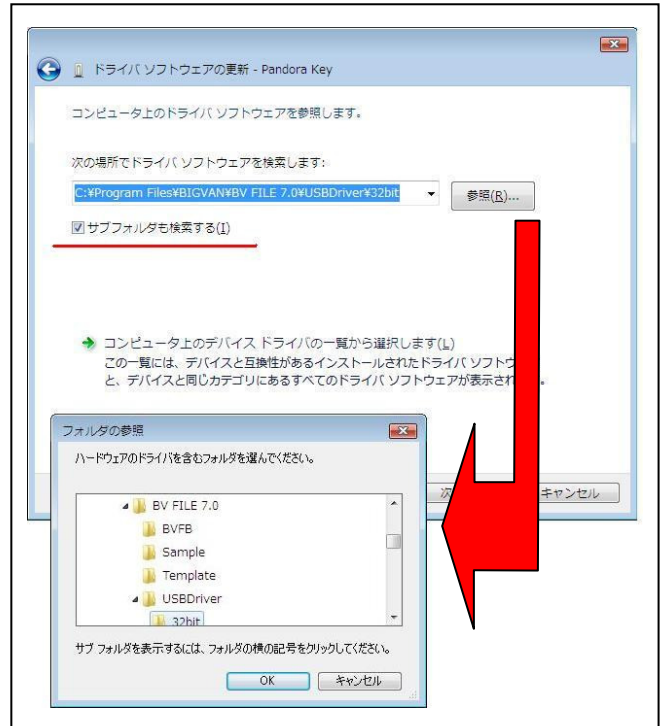 ドライバ ソフトウェアの更新 - Pandora Key
コンピュータ上のドライバ ソフトウェアを参照します。
次の場所でドライバ ソフトウェアを検索します:
C:¥Program Files¥BIGVAN¥BV FILE 7.0¥USBDriver¥32bit
参照(R)...
サブフォルダも検索する(I)
コンピュータ上のデバイス ドライバの一覧から選択します(L)
この一覧には、デバイスと互換性があるインストールされたドライバ ソフトウ
と、デバイスと同じカテゴリにあるすべてのドライバ ソフトウェアが表示され
次
キャンセル
フォルダの参照
ハードウェアのドライバを含むフォルダを選んでください。
BV FILE 7.0
BVFB
Sample
Template
USBDriver
32bit
サブ フォルダを表示するには、フォルダの横の記号をクリックしてください。
OK
キャンセル